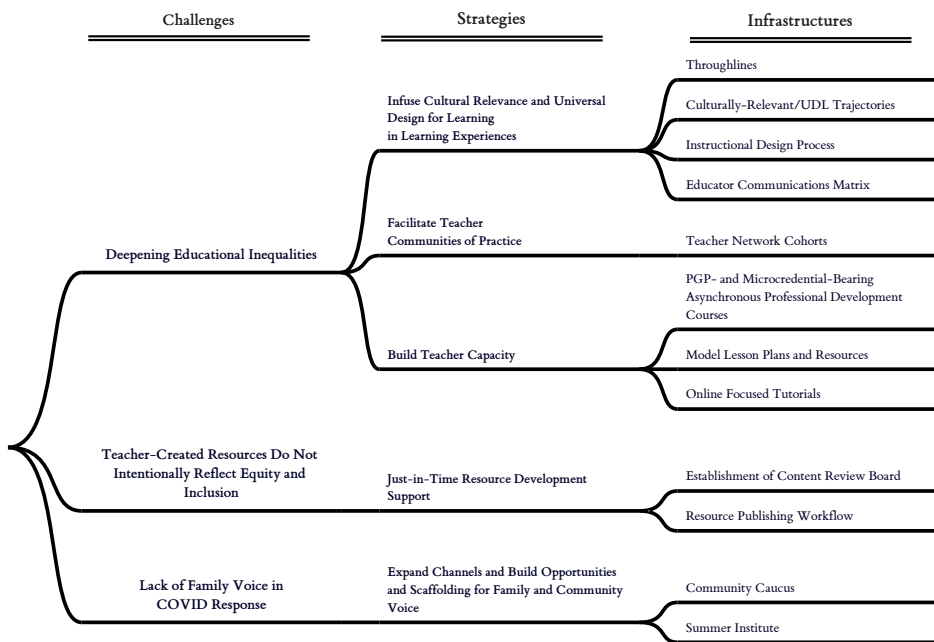 Challenges
Strategies
Infrastructures
Deepening Educational Inequalities
Infuse Cultural Relevance and Universal
Design for Learning
in Learning Experiences
Throughlines
Culturally-Relevant/UDL Trajectories
Instructional Design Process
Educator Communications Matrix
Facilitate Teacher
Communities of Practice
Teacher Network Cohorts
Build Teacher Capacity
PGP- and Microcredential-Bearing
Asynchronous Professional Development
Courses
Model Lesson Plans and Resources
Online Focused Tutorials
Teacher-Created Resources Do Not
Intentionally Reflect Equity and
Inclusion
Just-in-Time Resource Development
Support
Establishment of Content Review Board
Resource Publishing Workflow
Lack of Family Voice in
COVID Response
Expand Channels and Build Opportunities
and Scaffolding for Family and Community
Voice
Community Caucus
Summer Institute